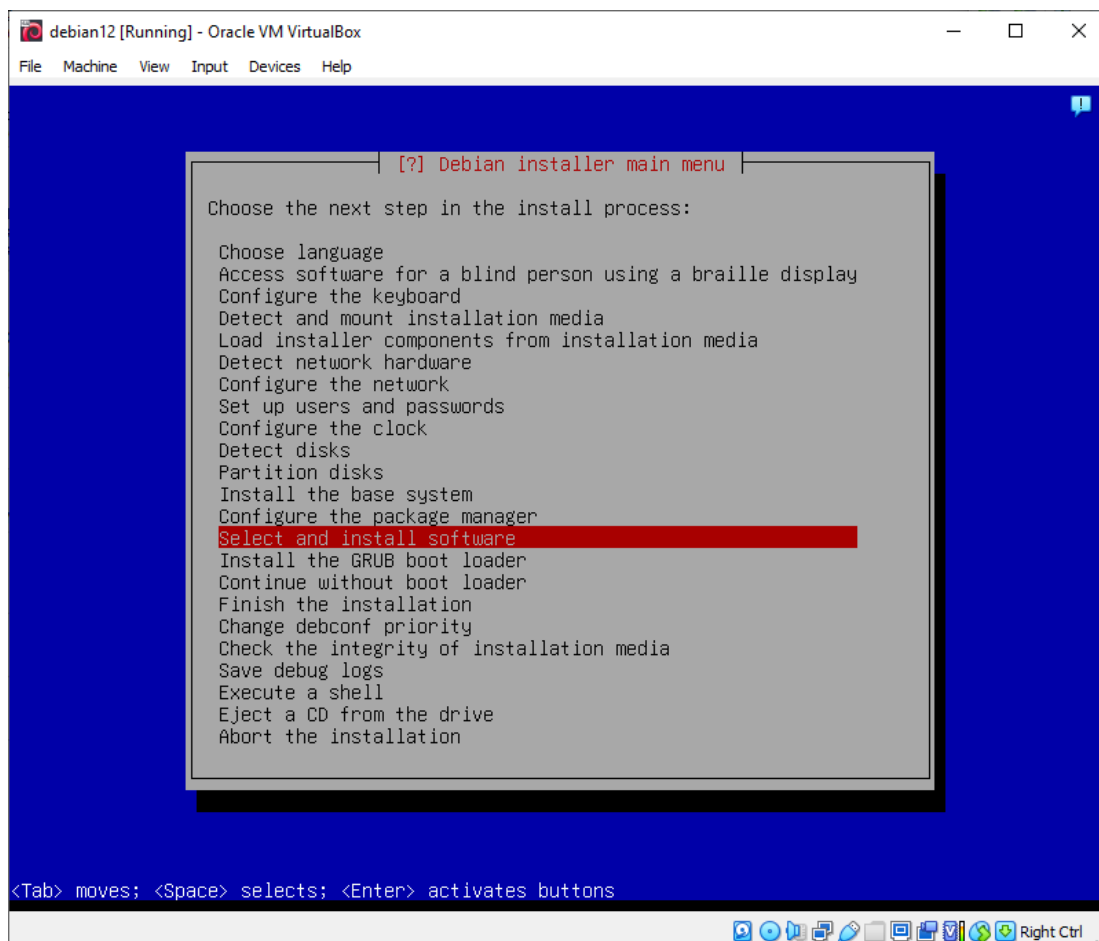 debian12 [Running] - Oracle VM VirtualBox
File Machine View Input Devices Help
[?] Debian installer main menu
Choose the next step in the install process:
Choose language
Access software for a blind person using a braille display
Configure the keyboard
Detect and mount installation media
Load installer components from installation media
Detect network hardware
Configure the network
Set up users and passwords
Configure the clock
Detect disks
Partition disks
Install the base system
Configure the package manager
Select and install software
Install the GRUB boot loader
Continue without boot loader
Finish the installation
Change debconf priority
Check the integrity of installation media
Save debug logs
Execute a shell
Eject a CD from the drive
Abort the installation
<Tab> moves; <Space> selects; <Enter> activates buttons
Right Ctrl